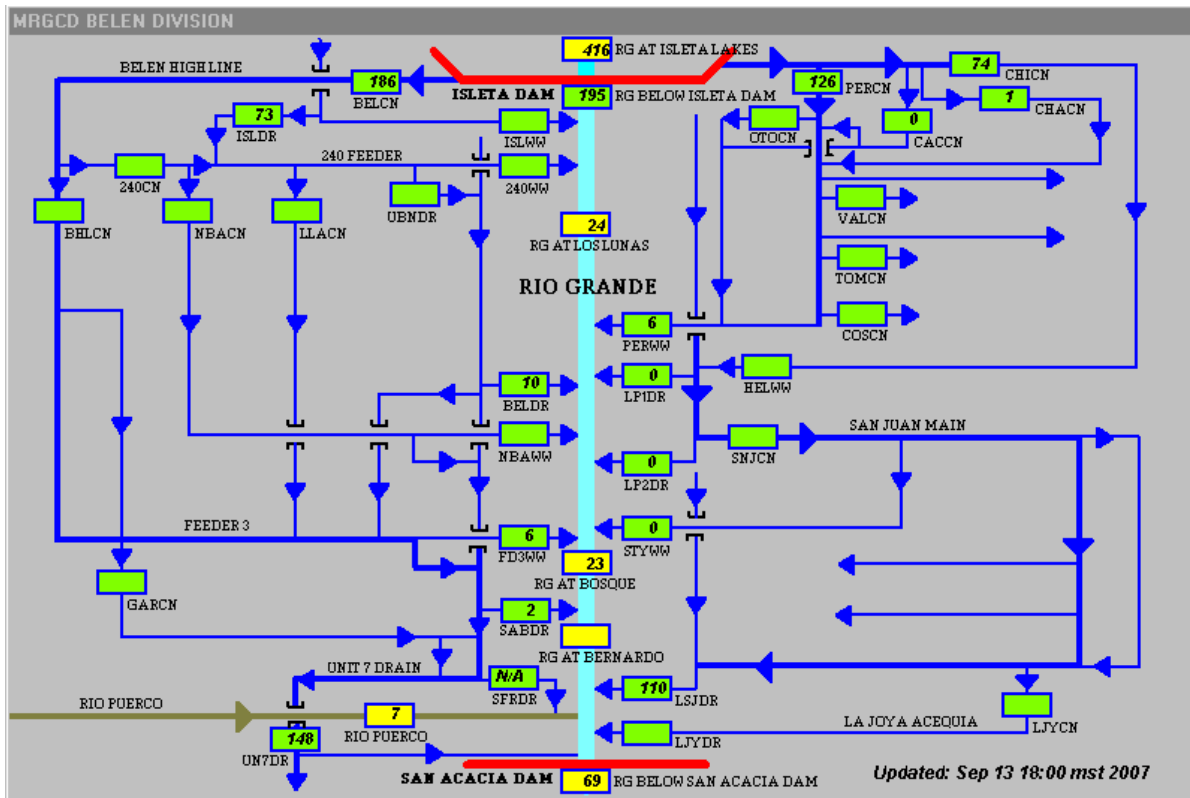 MRGCD BELEN DIVISION
416 RG AT ISLETA LAKES
BELEN HIGH LINE
186
BELCN
ISLETA DAM
195 RG BELOW ISLETA DAM
126
PERCN
74
CHICN
1
CHACN
73
ISLDR
ISLWW
OTOCN
0
CACCN
240 FEEDER
240CN
240WW
UBNDR
BHLCN
NBACN
LLACN
VALCN
24
RG AT LOS LUNAS
TOMCN
RIO GRANDE
COSCN
6
PERWW
10
BELDR
0
LP1DR
HELWW
SAN JUAN MAIN
NBAWW
SNJCN
0
LP2DR
FEEDER 3
6
FD3WW
0
STYWW
23
RG AT BOSQUE
GARCN
2
SABDR
RG AT BERNARDO
UNIT 7 DRAIN
N/A
SFRDR
110
LSJDR
RIO PUERCO
7
RIO PUERCO
LA JOYA ACEQUIA
LJYCN
148
UN7DR
LJYDR
SAN ACACIA DAM
69 RG BELOW SAN ACACIA DAM
Updated: Sep 13 18:00 mst 2007